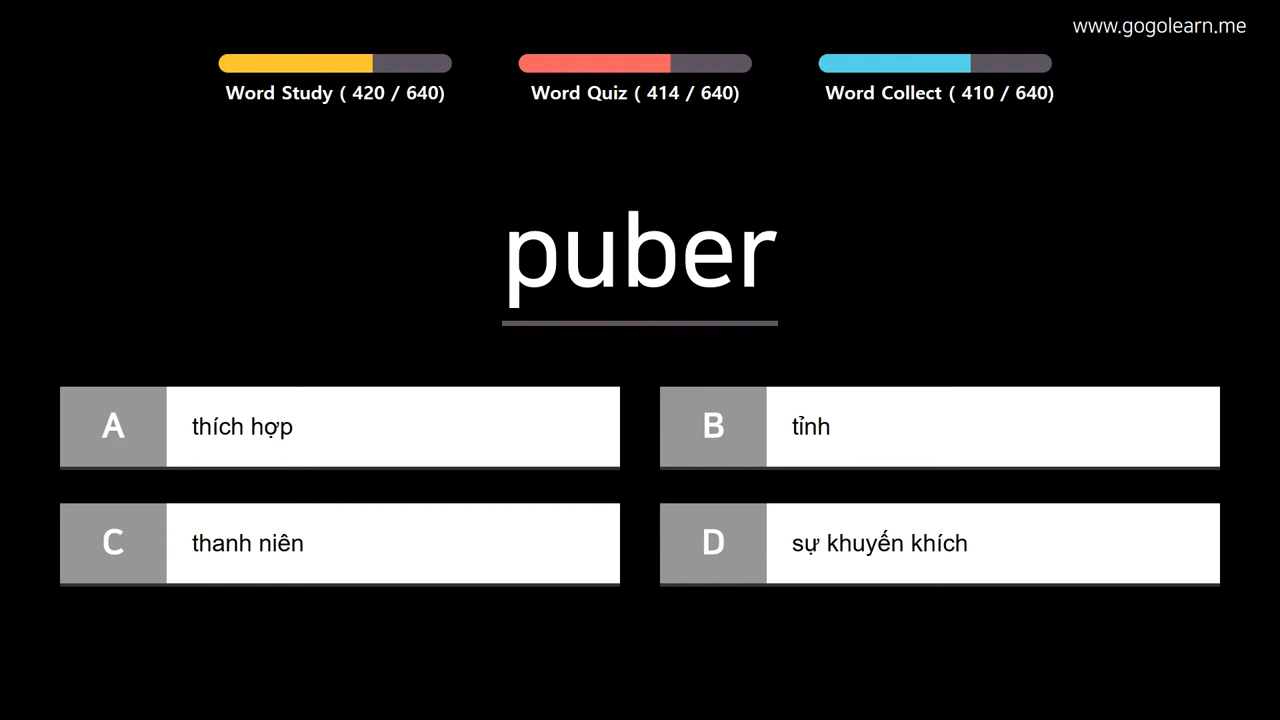 www.gogolearn.me
Word Study ( 420 / 640)
Word Quiz ( 414 / 640)
Word Collect ( 410 / 640)
puber
A thích hợp
B tỉnh
C thanh niên
D sự khuyến khích